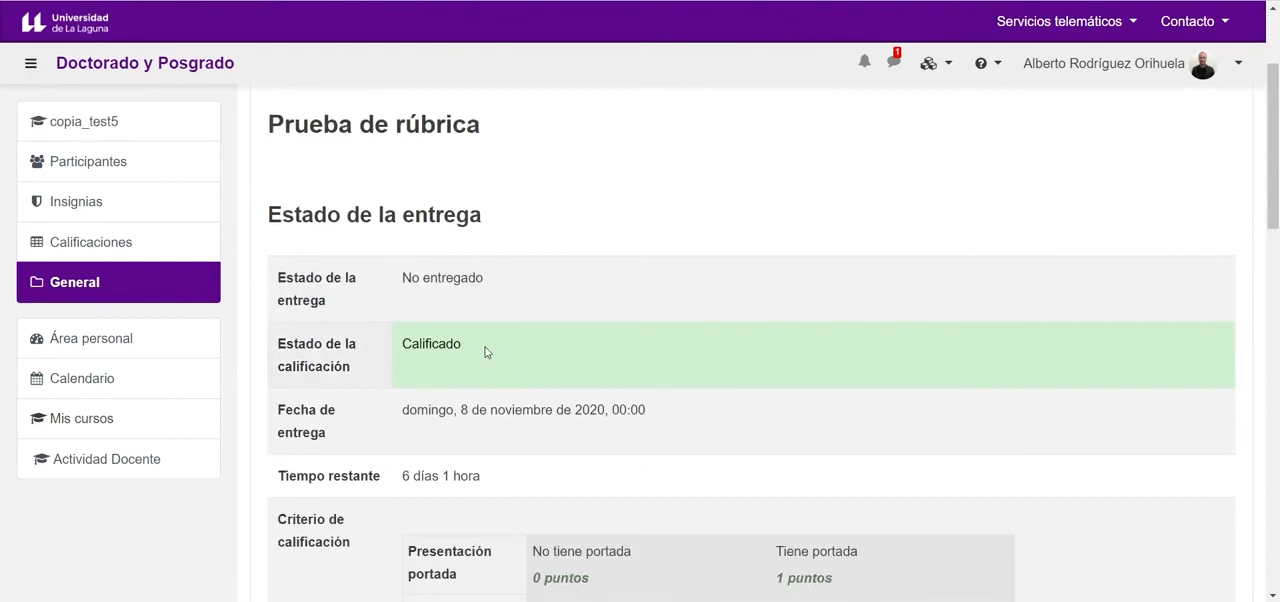 Universidad
de La Laguna
Servicios telemáticos
Contacto
Doctorado y Posgrado
1
Alberto Rodríguez Orihuela
copia_test5
Participantes
Insignias
Calificaciones
General
Área personal
Calendario
Mis cursos
Actividad Docente
Prueba de rúbrica
Estado de la entrega
Estado de la
entrega
No entregado
Estado de la
calificación
Calificado
Fecha de
entrega
domingo, 8 de noviembre de 2020, 00:00
Tiempo restante
6 días 1 hora
Criterio de
calificación
Presentación
portada
No tiene portada
0 puntos
Tiene portada
1 puntos